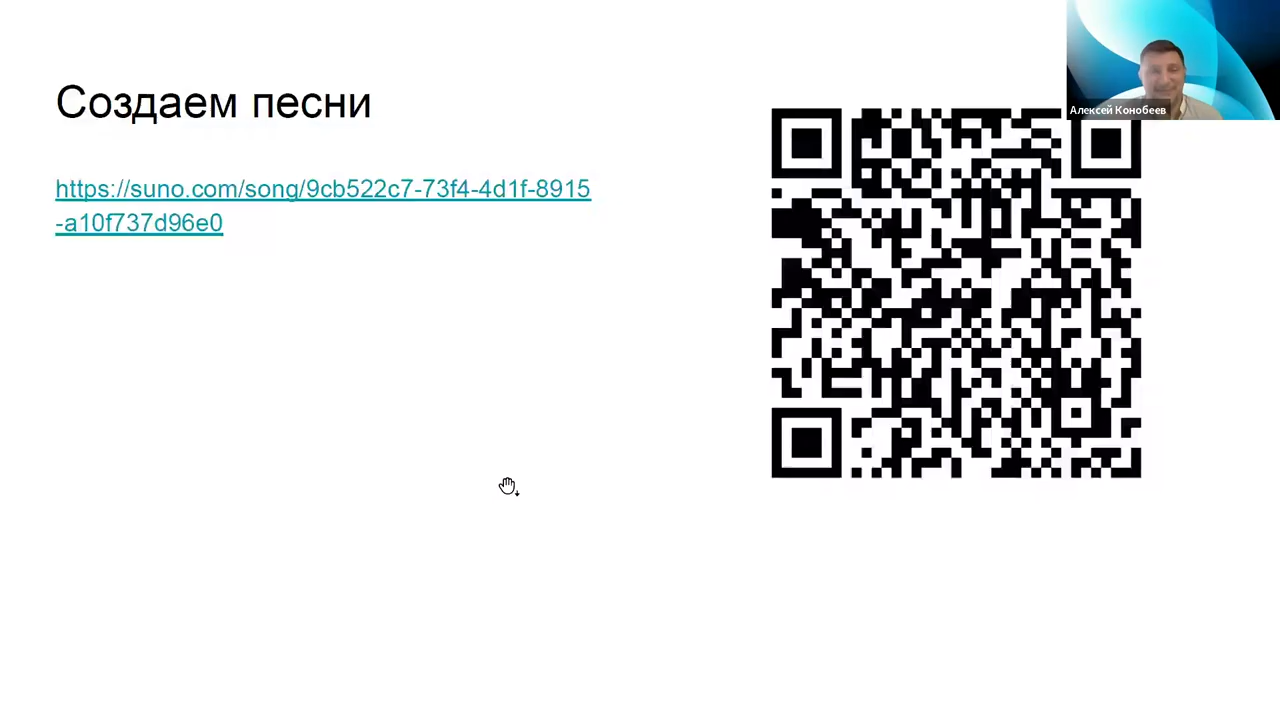 Создаем песни
https://suno.com/song/9cb522c7-73f4-4d1f-8915
-a10f737d96e0
Алексей Конобеев